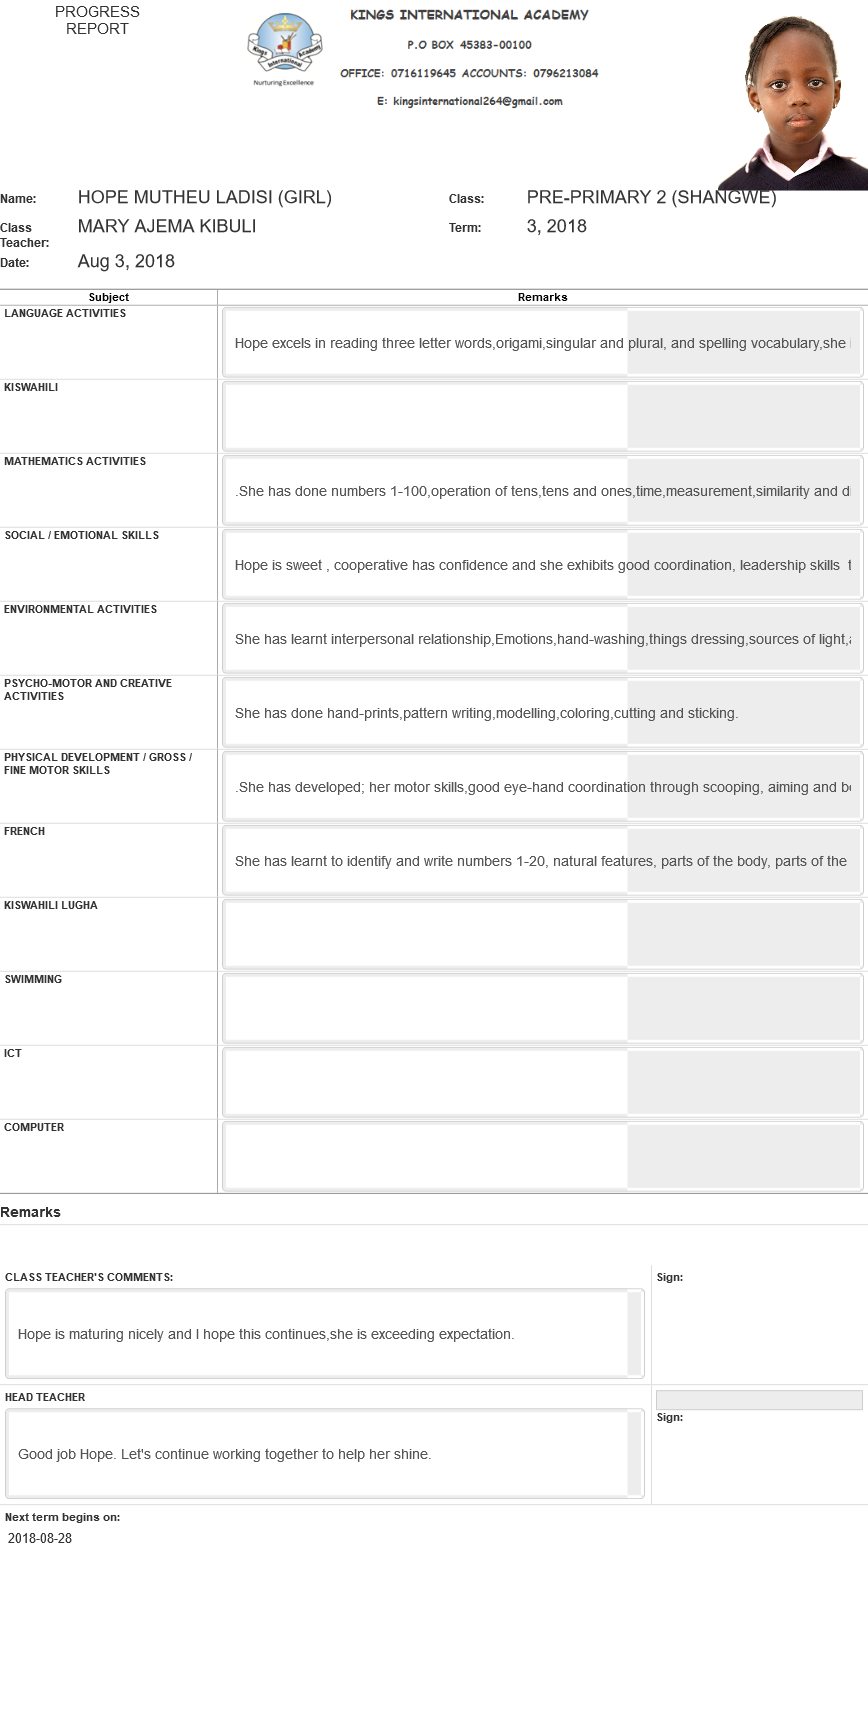 PROGRESS
REPORT
KINGS INTERNATIONAL ACADEMY
P.O BOX 45383-00100
OFFICE: 0716119645 ACCOUNTS: 0796213084
E: kingsinternational264@gmail.com
Kings International Academy
Nurturing Excellence
Name: HOPE MUTHEU LADISI (GIRL) Class: PRE-PRIMARY 2 (SHANGWE)
Class Teacher: MARY AJEMA KIBULI Term: 3, 2018
Date: Aug 3, 2018
Subject Remarks
LANGUAGE ACTIVITIES
Hope excels in reading three letter words,origami,singular and plural, and spelling vocabulary,she
KISWAHILI
MATHEMATICS ACTIVITIES
.She has done numbers 1-100,operation of tens,tens and ones,time,measurement,similarity and
SOCIAL / EMOTIONAL SKILLS
Hope is sweet , cooperative has confidence and she exhibits good coordination, leadership skills
ENVIRONMENTAL ACTIVITIES
She has learnt interpersonal relationship,Emotions,hand-washing,things dressing,sources of light,
PSYCHO-MOTOR AND CREATIVE
ACTIVITIES
She has done hand-prints,pattern writing,modelling,coloring,cutting and sticking.
PHYSICAL DEVELOPMENT / GROSS /
FINE MOTOR SKILLS
.She has developed; her motor skills,good eye-hand coordination through scooping, aiming and
FRENCH
She has learnt to identify and write numbers 1-20, natural features, parts of the body, parts of the
KISWAHILI LUGHA
SWIMMING
ICT
COMPUTER
Remarks
CLASS TEACHER'S COMMENTS: Sign:
Hope is maturing nicely and I hope this continues,she is exceeding expectation.
HEAD TEACHER
Sign:
Good job Hope. Let's continue working together to help her shine.
Next term begins on:
2018-08-28